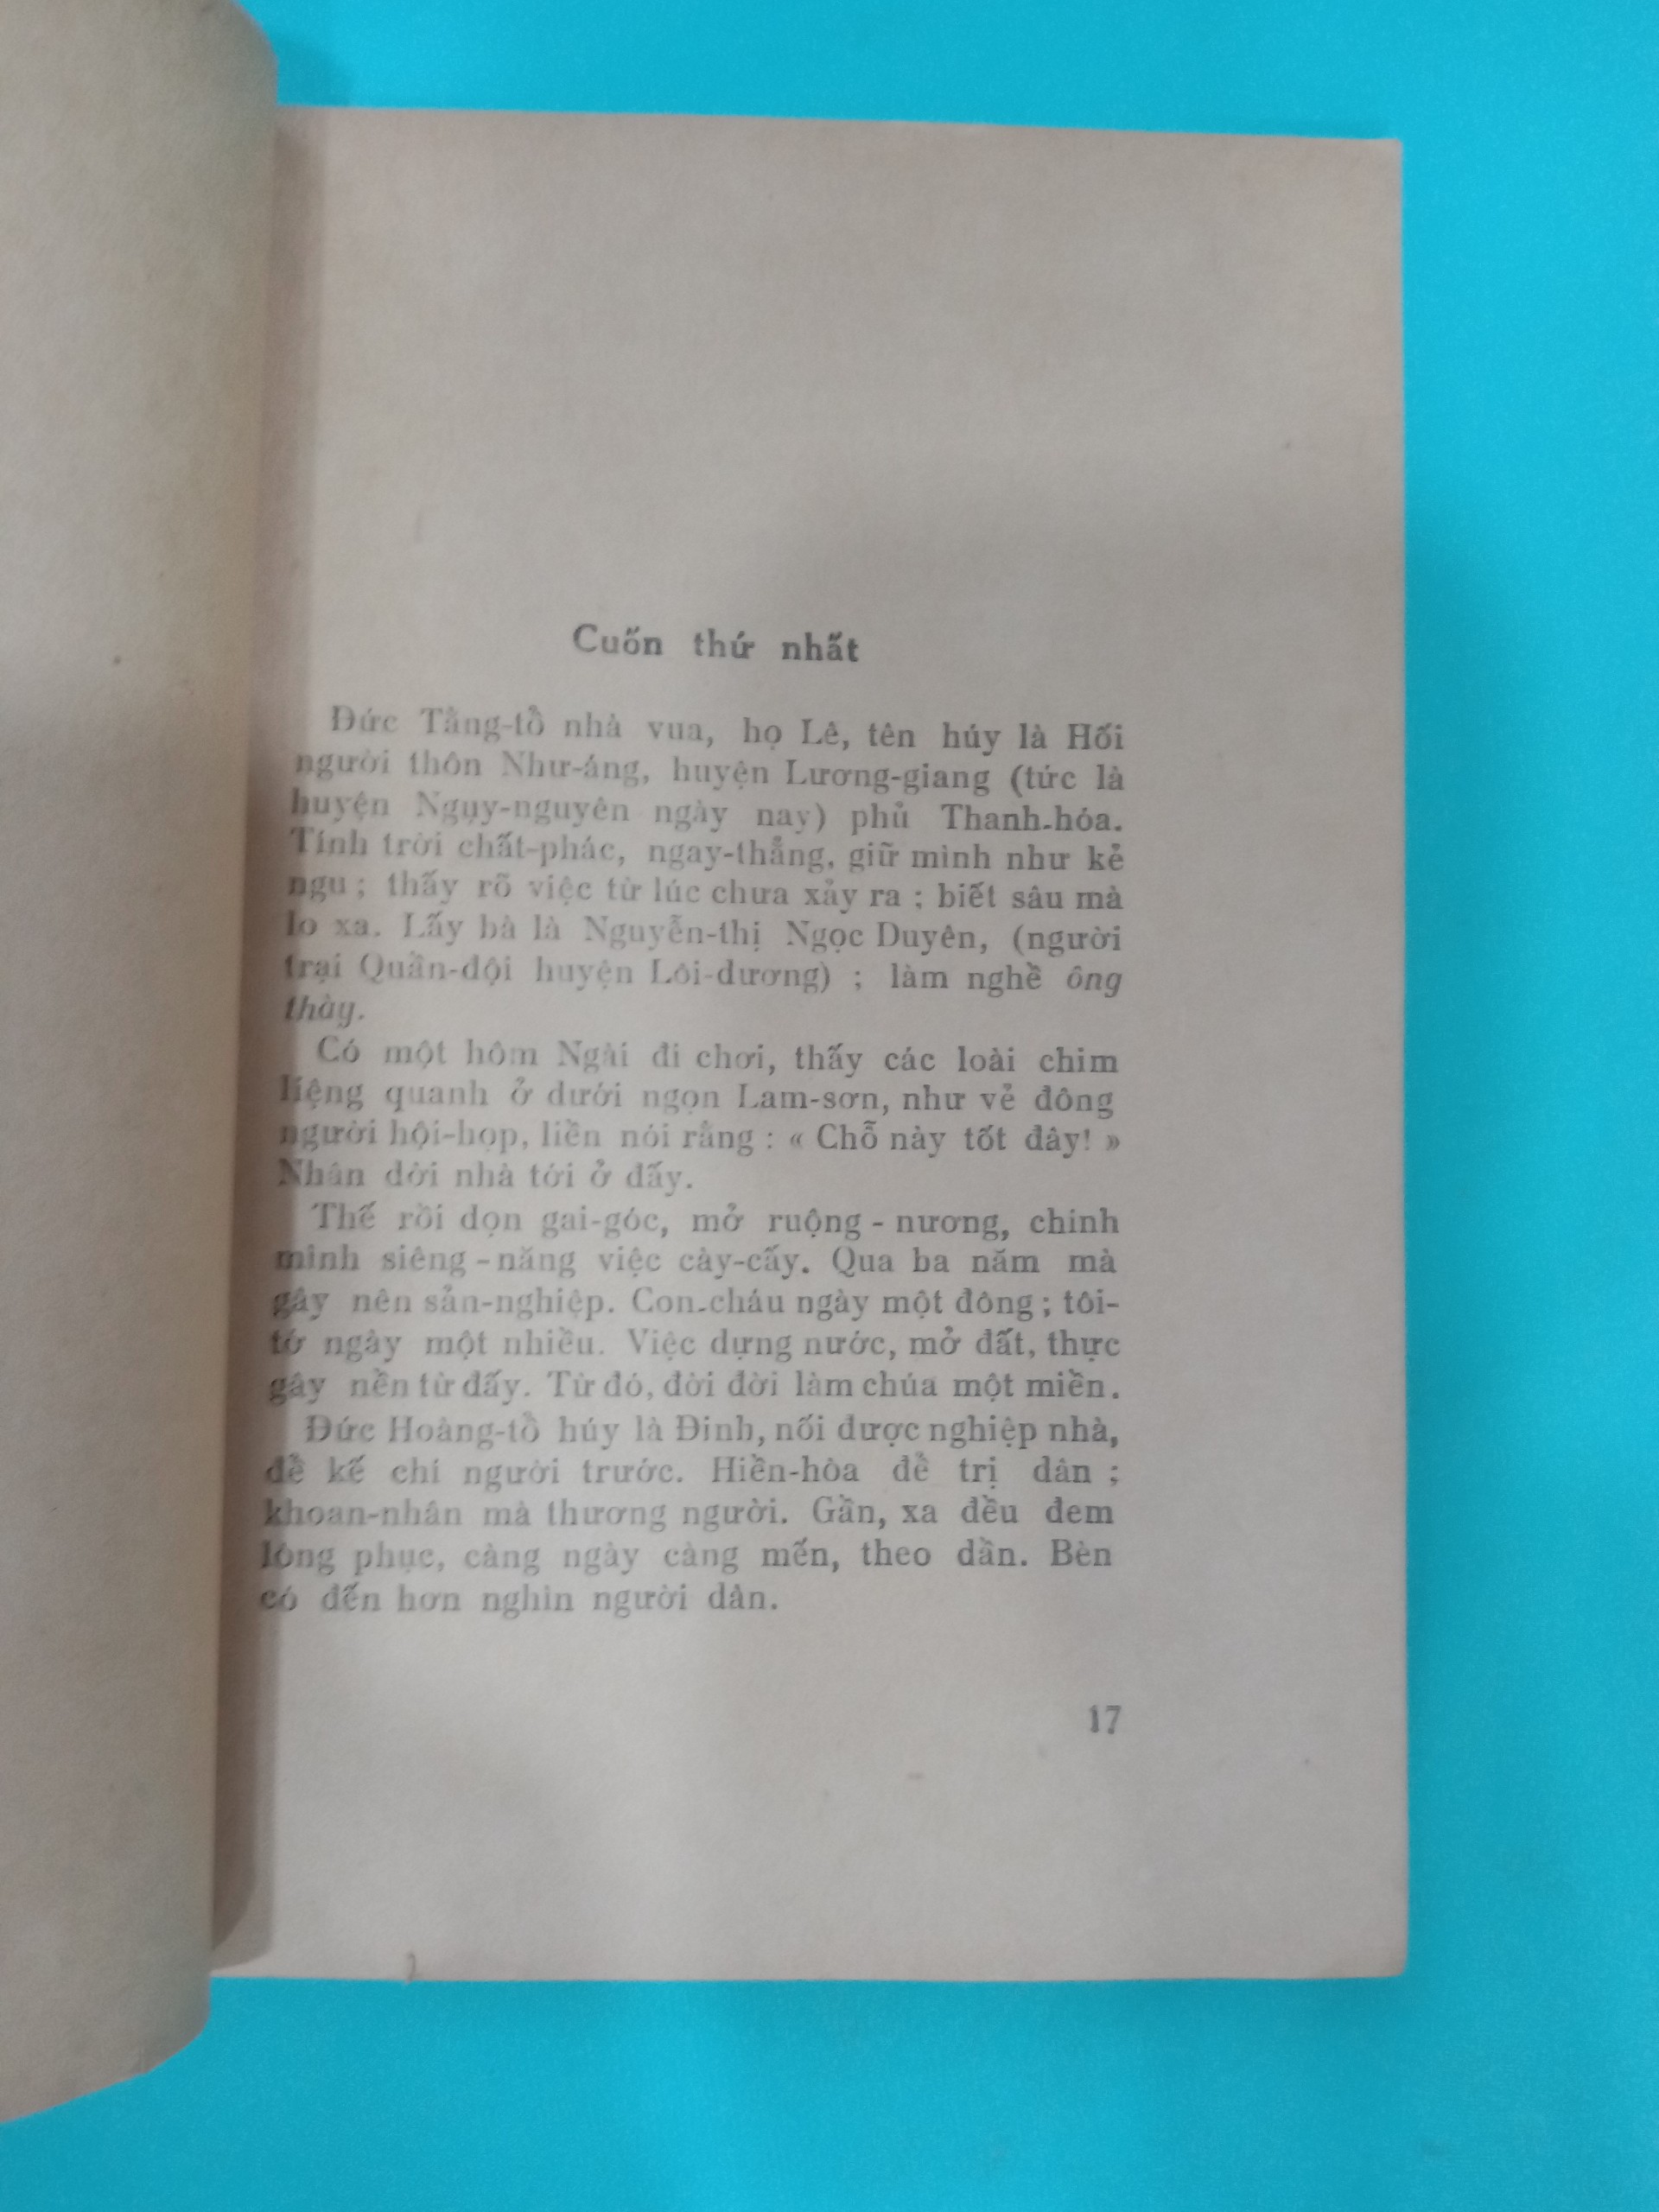 Cuốn thứ nhất
Đức Tằng-tổ nhà vua, họ Lê, tên húy là Hối
người thôn Như-áng, huyện Lương-giang (tức là
huyện Ngụy-nguyên ngày nay) phủ Thanh-hóa.
Tính trời chất-phác, ngay-thẳng, giữ mình như kẻ
ngu ; thấy rõ việc từ lúc chưa xảy ra ; biết sâu mà
lo xa. Lấy bà là Nguyễn-thị Ngọc Duyên, (người
trại Quần-đội huyện Lôi-dương) ; làm nghề ông
thày.
Có một hôm Ngài đi chơi, thấy các loài chim
liệng quanh ở dưới ngọn Lam-sơn, như vẻ đông
người hội-họp, liền nói rằng : « Chỗ này tốt đây! »
Nhân dời nhà tới ở đấy.
Thế rồi dọn gai-góc, mở ruộng - nương, chính
mình siêng - năng việc cày-cấy. Qua ba năm mà
gây nên sản-nghiệp. Con-cháu ngày một đông ; tôi-
tớ ngày một nhiều. Việc dựng nước, mở đất, thực
gây nền từ đấy. Từ đó, đời đời làm chúa một miền.
Đức Hoàng-tổ húy là Đinh, nối được nghiệp nhà,
để kế chí người trước. Hiền-hòa để trị dân ;
khoan-nhân mà thương người. Gần, xa đều đem
lòng phục, càng ngày càng mến, theo dần. Bèn
có đến hơn nghìn người dân.
17